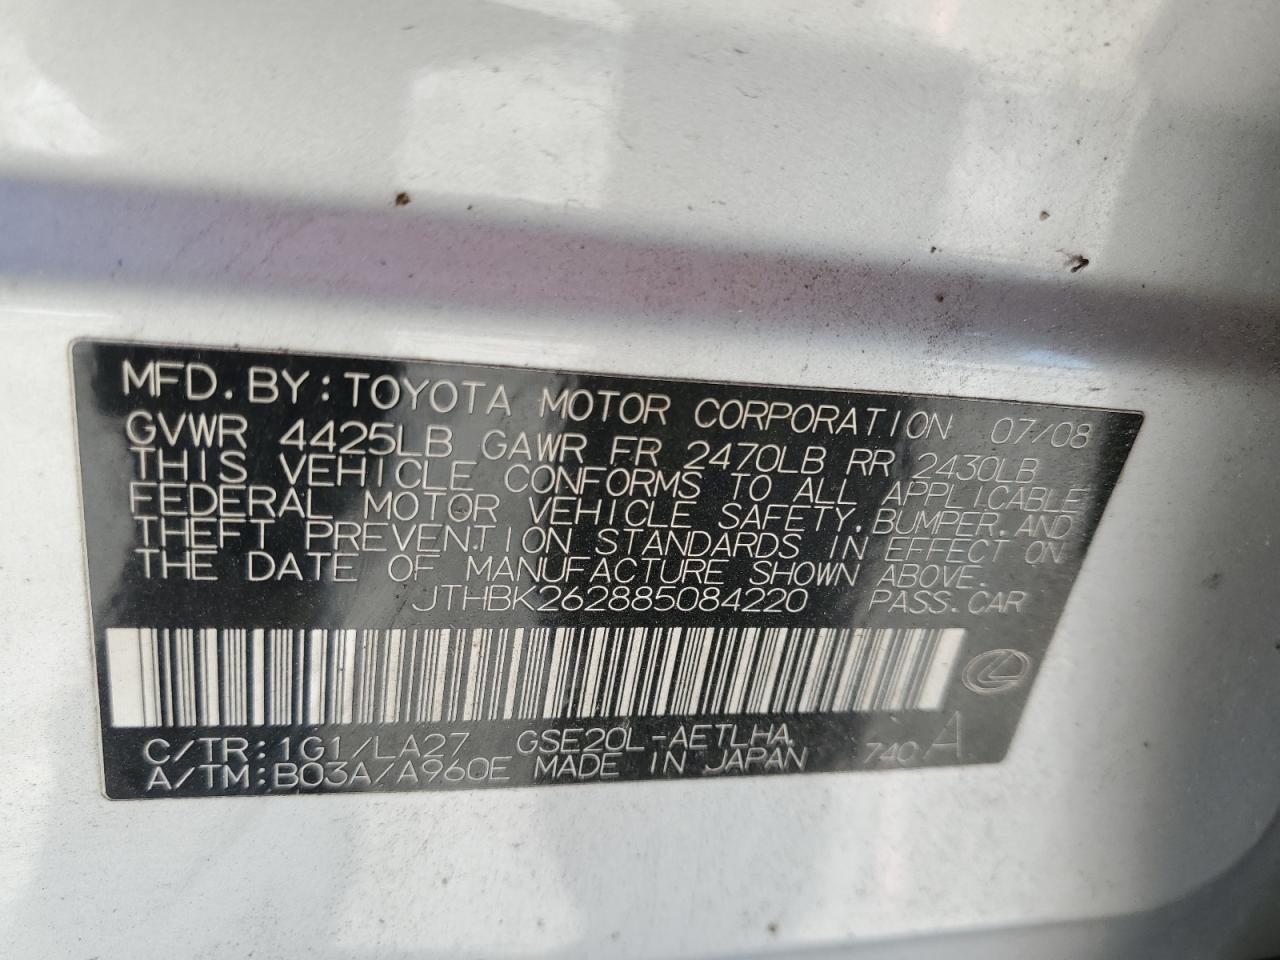 MFD. BY: TOYOTA MOTOR CORPORATION 07/08
GVWR 4425LB GAWR FR 2470LB RR 2430LB
THIS VEHICLE CONFORMS TO ALL APPLICABLE
FEDERAL MOTOR VEHICLE SAFETY, BUMPER, AND
THEFT PREVENTION STANDARDS IN EFFECT ON
THE DATE OF MANUFACTURE SHOWN ABOVE.
JTHBK262885084220 PASS. CAR
C/TR: 1G1/LA27 GSE20L-AETLHA
A/TM: B03A/A960E MADE IN JAPAN 740 A